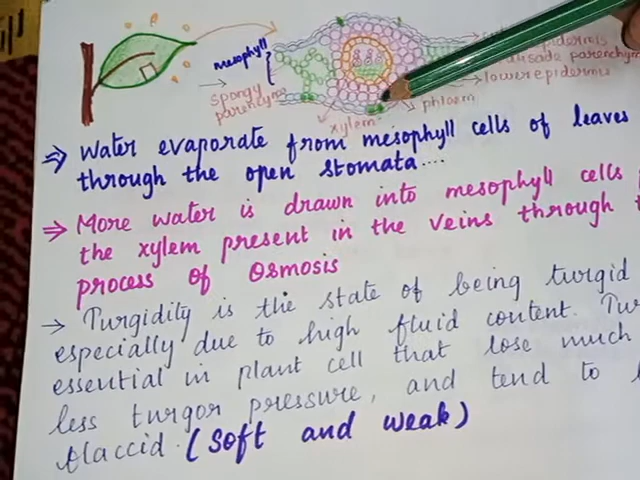 mesophyll
epidermis
palisade parenchyma
lower epidermis
spongy
parenchyma
xylem
phloem
⇒ Water evaporate from mesophyll cells of leaves
through the open stomata....
⇒ More water is drawn into mesophyll cells
the xylem present in the veins through
process of Osmosis
→ Turgidity is the state of being turgid
especially due to high fluid content.
essential in plant cell that lose much
less turgor pressure, and tend to
flaccid. (Soft and weak)